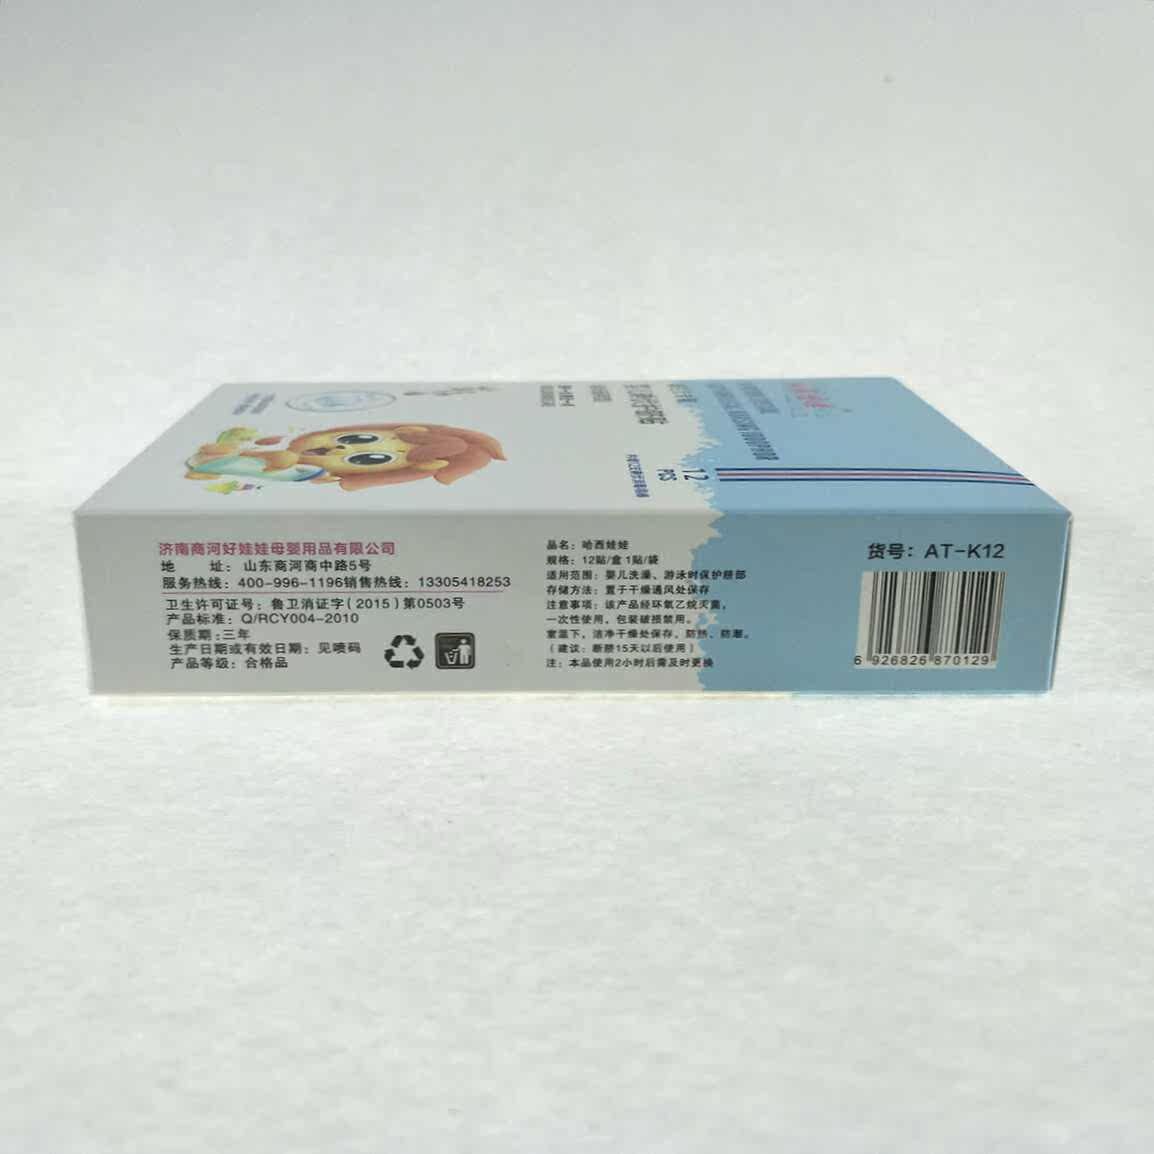 12
PCS
济南商河好娃娃母婴用品有限公司
地 址: 山东商河商中路5号
服务热线: 400-996-1196销售热线: 13305418253
卫生许可证号: 鲁卫消证字(2015)第0503号
产品标准: Q/RCY004-2010
保质期:三年
生产日期或有效日期: 见喷码
产品等级: 合格品
品名: 哈西娃娃
规格: 12贴/盒 1贴/袋
适用范围: 婴儿洗澡、游泳时保护脐部
存储方法: 置于干燥通风处保存
注意事项: 该产品经环氧乙烷灭菌,
一次性使用, 包装破损禁用。
室温下, 洁净干燥处保存, 防热、防潮。
(建议: 断脐15天以后使用)
注: 本品使用2小时后需及时更换
货号: AT-K12
6 926826 870129